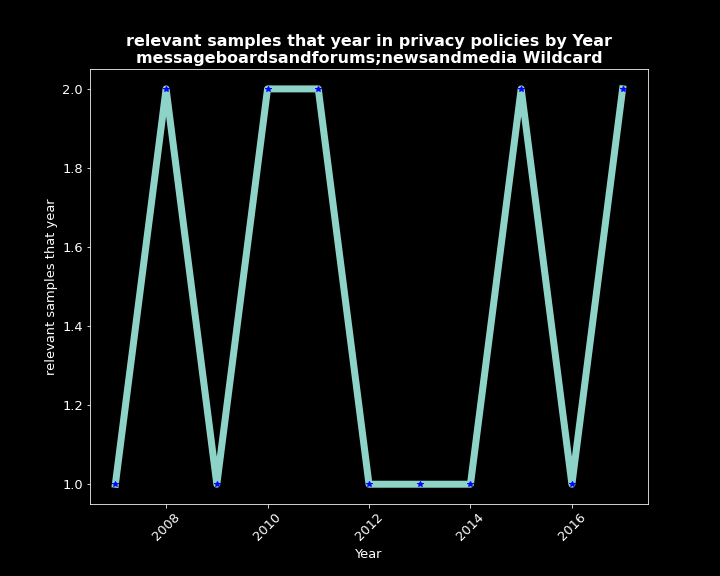 relevant samples that year in privacy policies by Year
messageboardsandforums;newsandmedia Wildcard
2.0
1.8
1.6
1.4
1.2
1.0
relevant samples that year
2008
2010
2012
2014
2016
Year